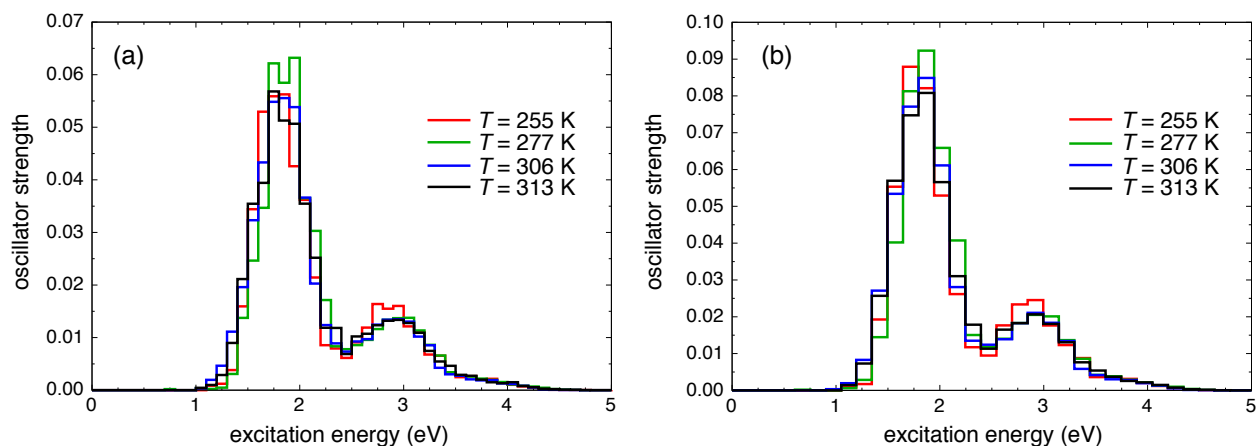 (a)
oscillator strength
0.07
0.06
0.05
0.04
0.03
0.02
0.01
0.00
T = 255 K
T = 277 K
T = 306 K
T = 313 K
0 1 2 3 4 5
excitation energy (eV)
(b)
oscillator strength
0.10
0.09
0.08
0.07
0.06
0.05
0.04
0.03
0.02
0.01
0.00
T = 255 K
T = 277 K
T = 306 K
T = 313 K
0 1 2 3 4 5
excitation energy (eV)